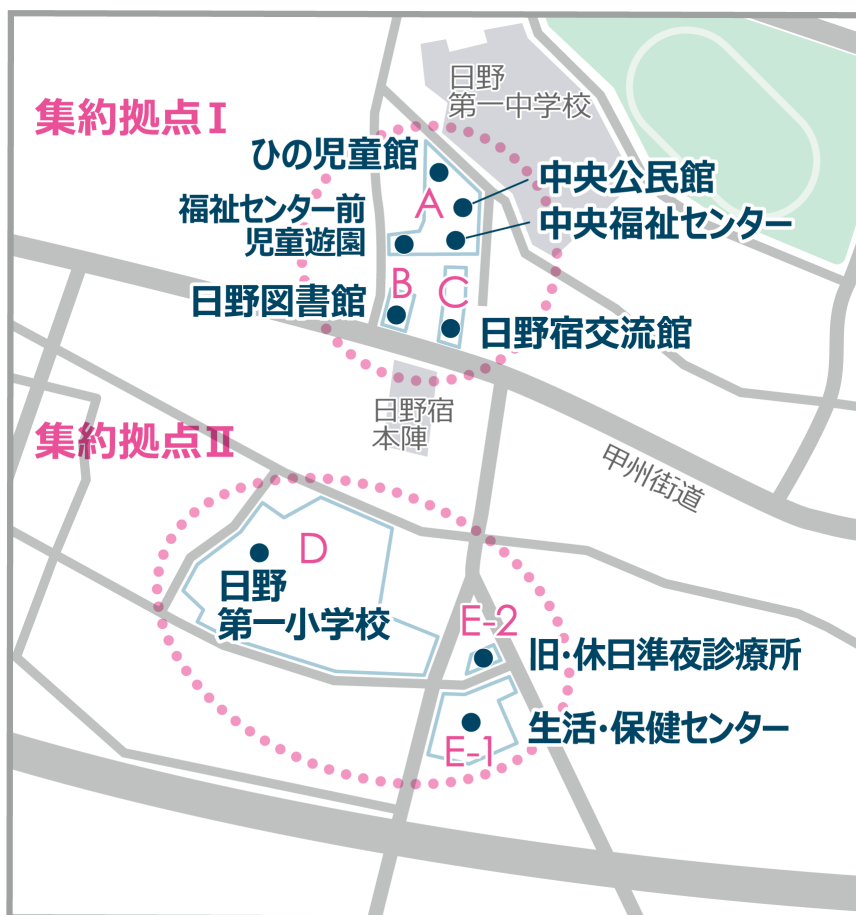 集約拠点Ⅰ
日野
第一中学校
ひの児童館
中央公民館
A
福祉センター前
児童遊園
中央福祉センター
B
C
日野図書館
日野宿交流館
日野宿
本陣
集約拠点Ⅱ
甲州街道
D
日野
第一小学校
E-2
旧・休日準夜診療所
生活・保健センター
E-1